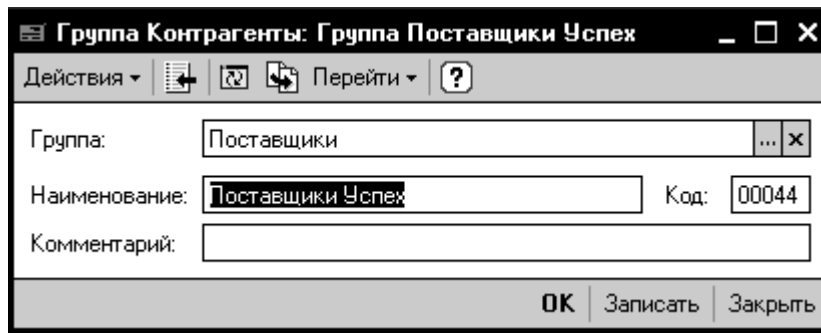 Группа Контрагенты: Группа Поставщики Успех
Действия Перейти ?
Группа: Поставщики ... x
Наименование: Поставщики Успех Код: 00044
Комментарий:
OK Записать Закрыть